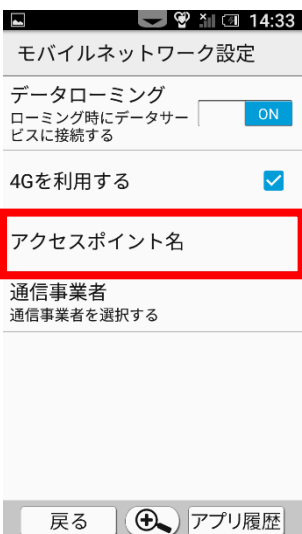 14:33
モバイルネットワーク設定
データローミング
ローミング時にデータサー
ビスに接続する
ON
4Gを利用する
アクセスポイント名
通信事業者
通信事業者を選択する
戻る
アプリ履歴